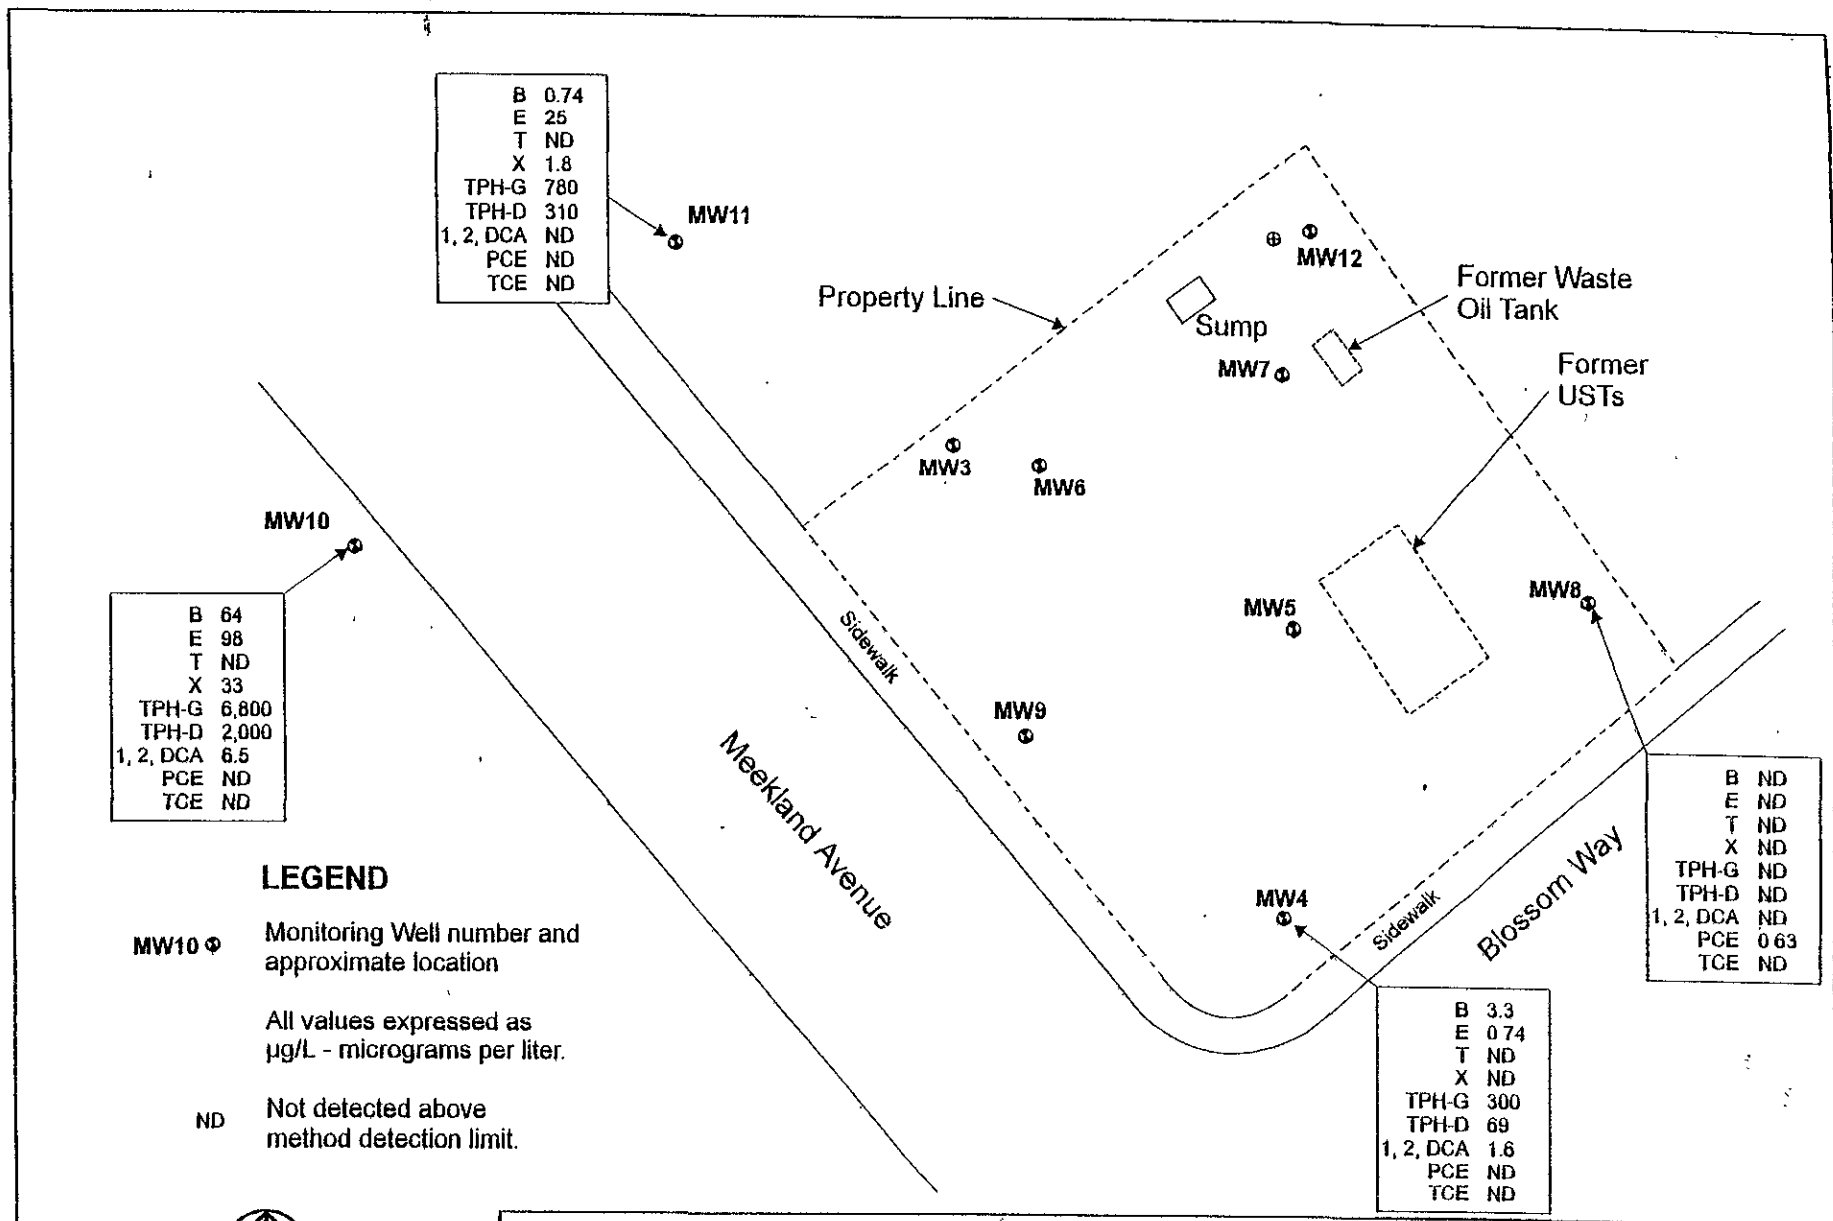 B 0.74
E 25
T ND
X 1.8
TPH-G 780
TPH-D 310
1, 2, DCA ND
PCE ND
TCE ND
MW11
MW12
Property Line
Sump
Former Waste
Oil Tank
MW7
Former
USTs
MW3
MW6
MW10
B 64
E 98
T ND
X 33
TPH-G 6,800
TPH-D 2,000
1, 2, DCA 6.5
PCE ND
TCE ND
MW5
MW8
Sidewalk
MW9
Meekland Avenue
B ND
E ND
T ND
X ND
TPH-G ND
TPH-D ND
1, 2, DCA ND
PCE 0 63
TCE ND
MW4
Sidewalk
Blossom Way
B 3.3
E 0 74
T ND
X ND
TPH-G 300
TPH-D 69
1, 2, DCA 1.6
PCE ND
TCE ND
LEGEND
MW10
Monitoring Well number and
approximate location
All values expressed as
µg/L - micrograms per liter.
ND
Not detected above
method detection limit.